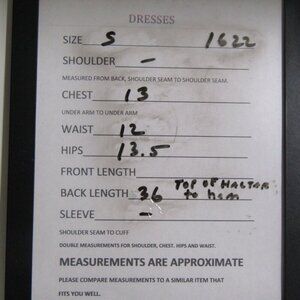 DRESSES
SIZE S 1622
SHOULDER -
MEASURED FROM BACK, SHOULDER SEAM TO SHOULDER SEAM.
CHEST 13
UNDER ARM TO UNDER ARM
WAIST 12
HIPS 13.5
FRONT LENGTH
TOP OF HALTAR
BACK LENGTH 36 to hem
SLEEVE -
SHOULDER SEAM TO CUFF
DOUBLE MEASUREMENTS FOR SHOULDER, CHEST. HIPS AND WAIST.
MEASUREMENTS ARE APPROXIMATE
PLEASE COMPARE MEASUREMENTS TO A SIMILAR ITEM THAT
FITS YOU WELL.